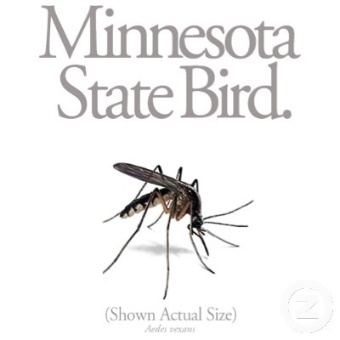 Minnesota
State Bird.
(Shown Actual Size)
Aedes vexans